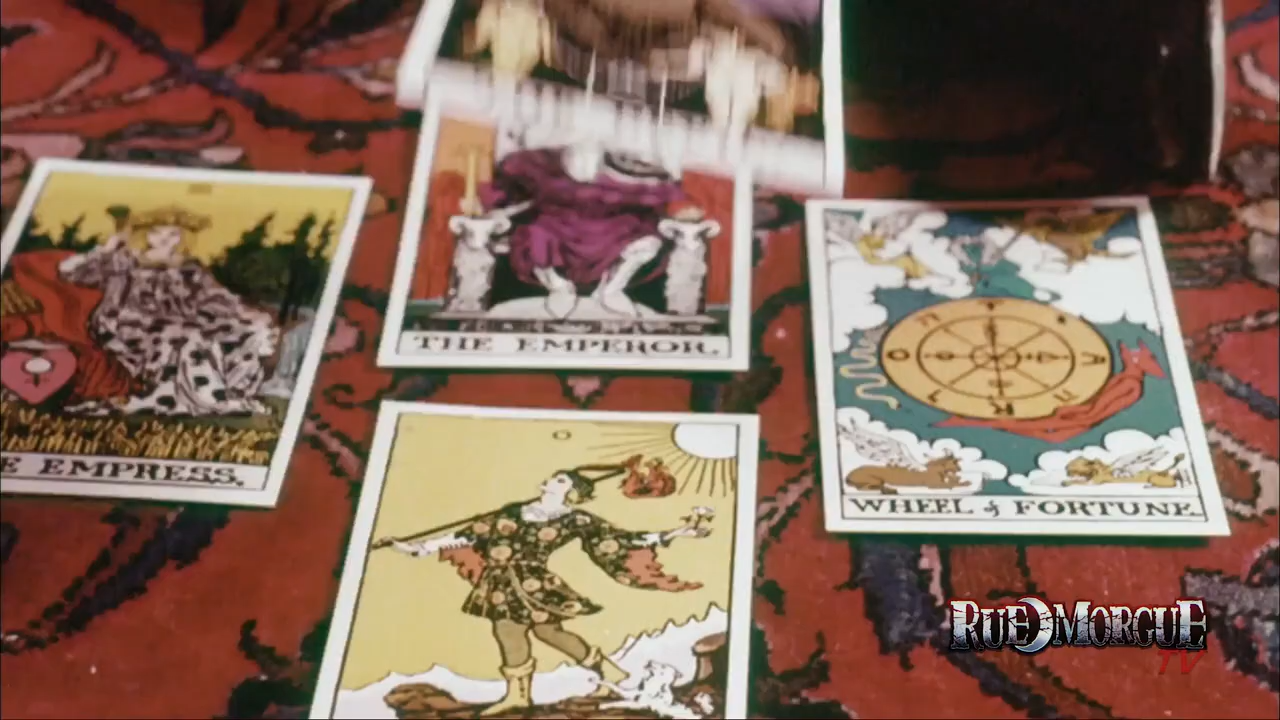 THE EMPEROR.
E EMPRESS.
WHEEL of FORTUNE.
RUE MORGUE
TV